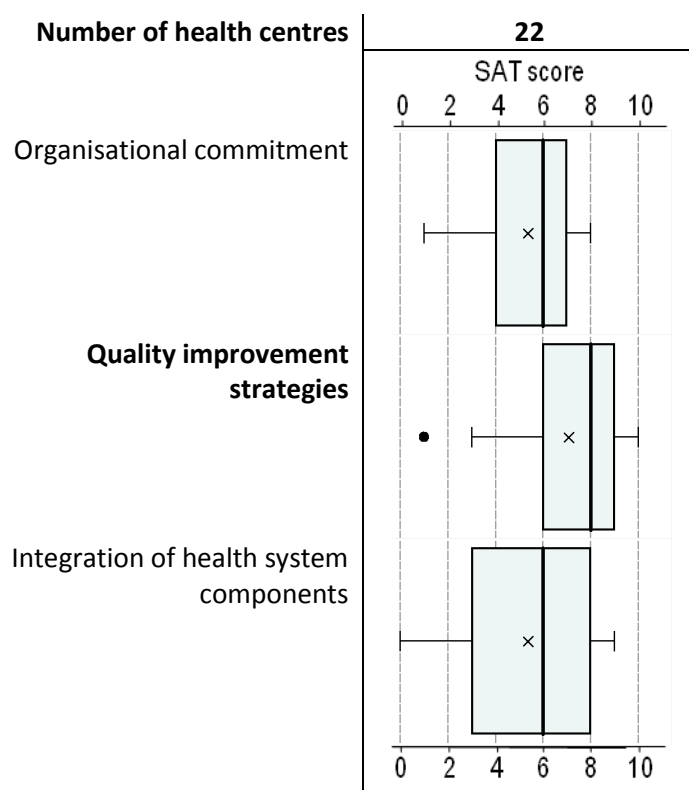 Number of health centres 22
SAT score
0 2 4 6 8 10
Organisational commitment
Quality improvement
strategies
Integration of health system
components
0 2 4 6 8 10